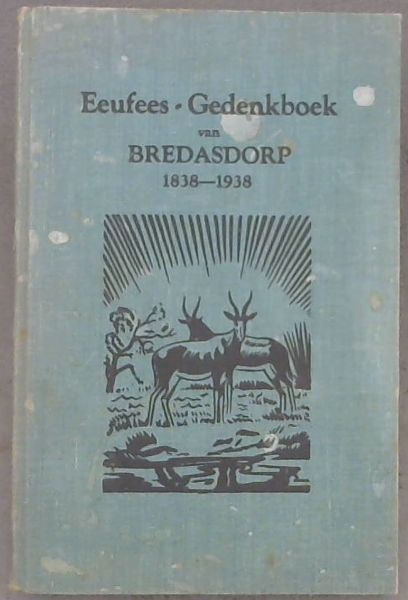 Eeufees - Gedenkboek
van
BREDASDORP
1838—1938